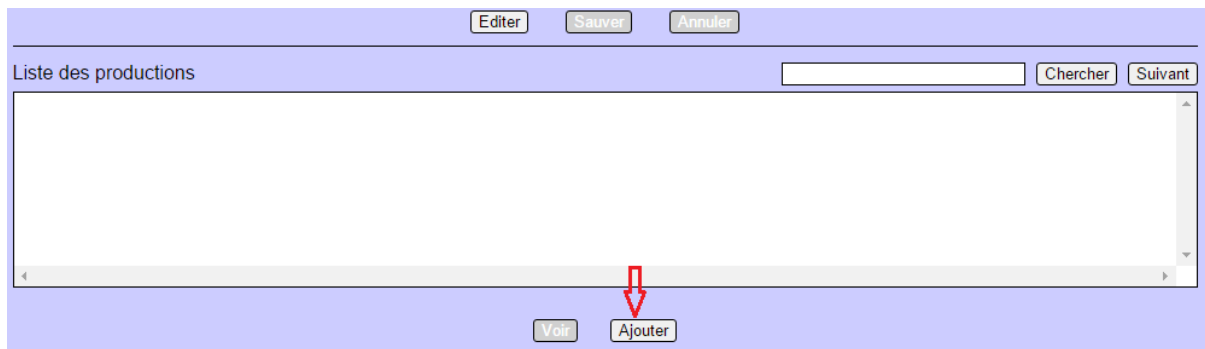 Editer Sauver Annuler
Liste des productions Chercher Suivant
Voir Ajouter